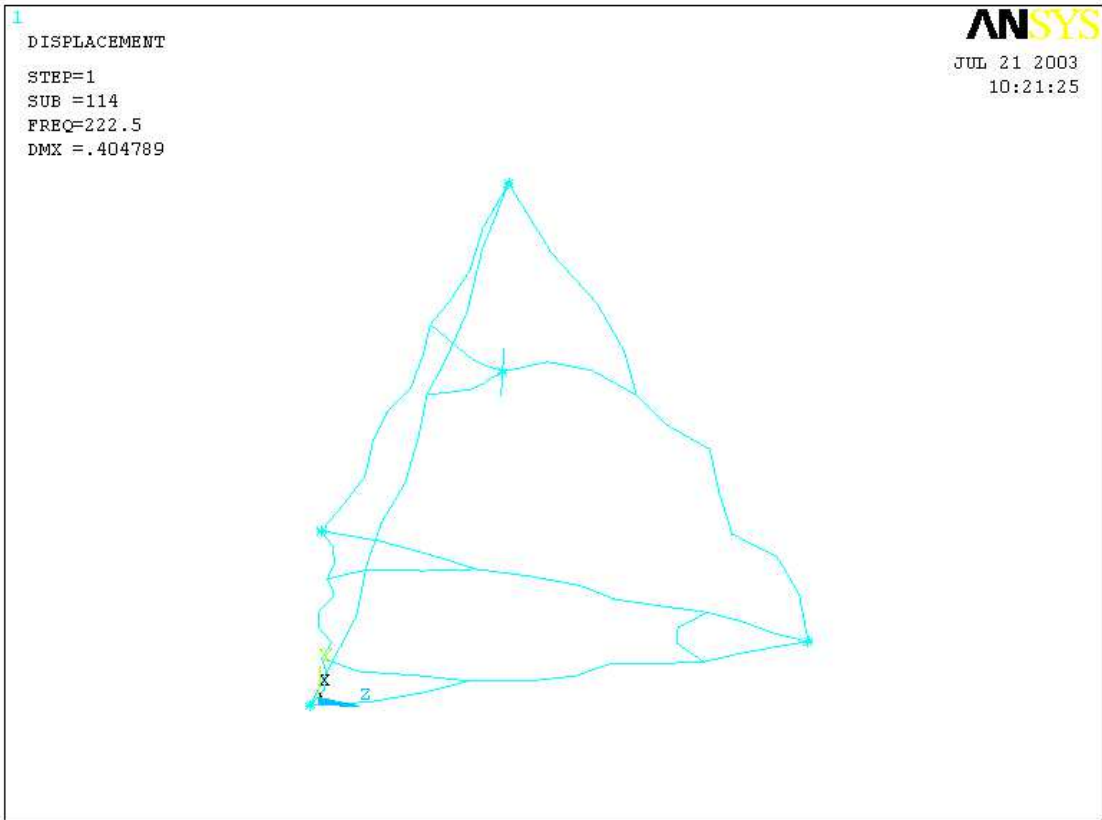 1
DISPLACEMENT
STEP=1
SUB =114
FREQ=222.5
DMX =.404789
ANSYS
JUL 21 2003
10:21:25
X
Z